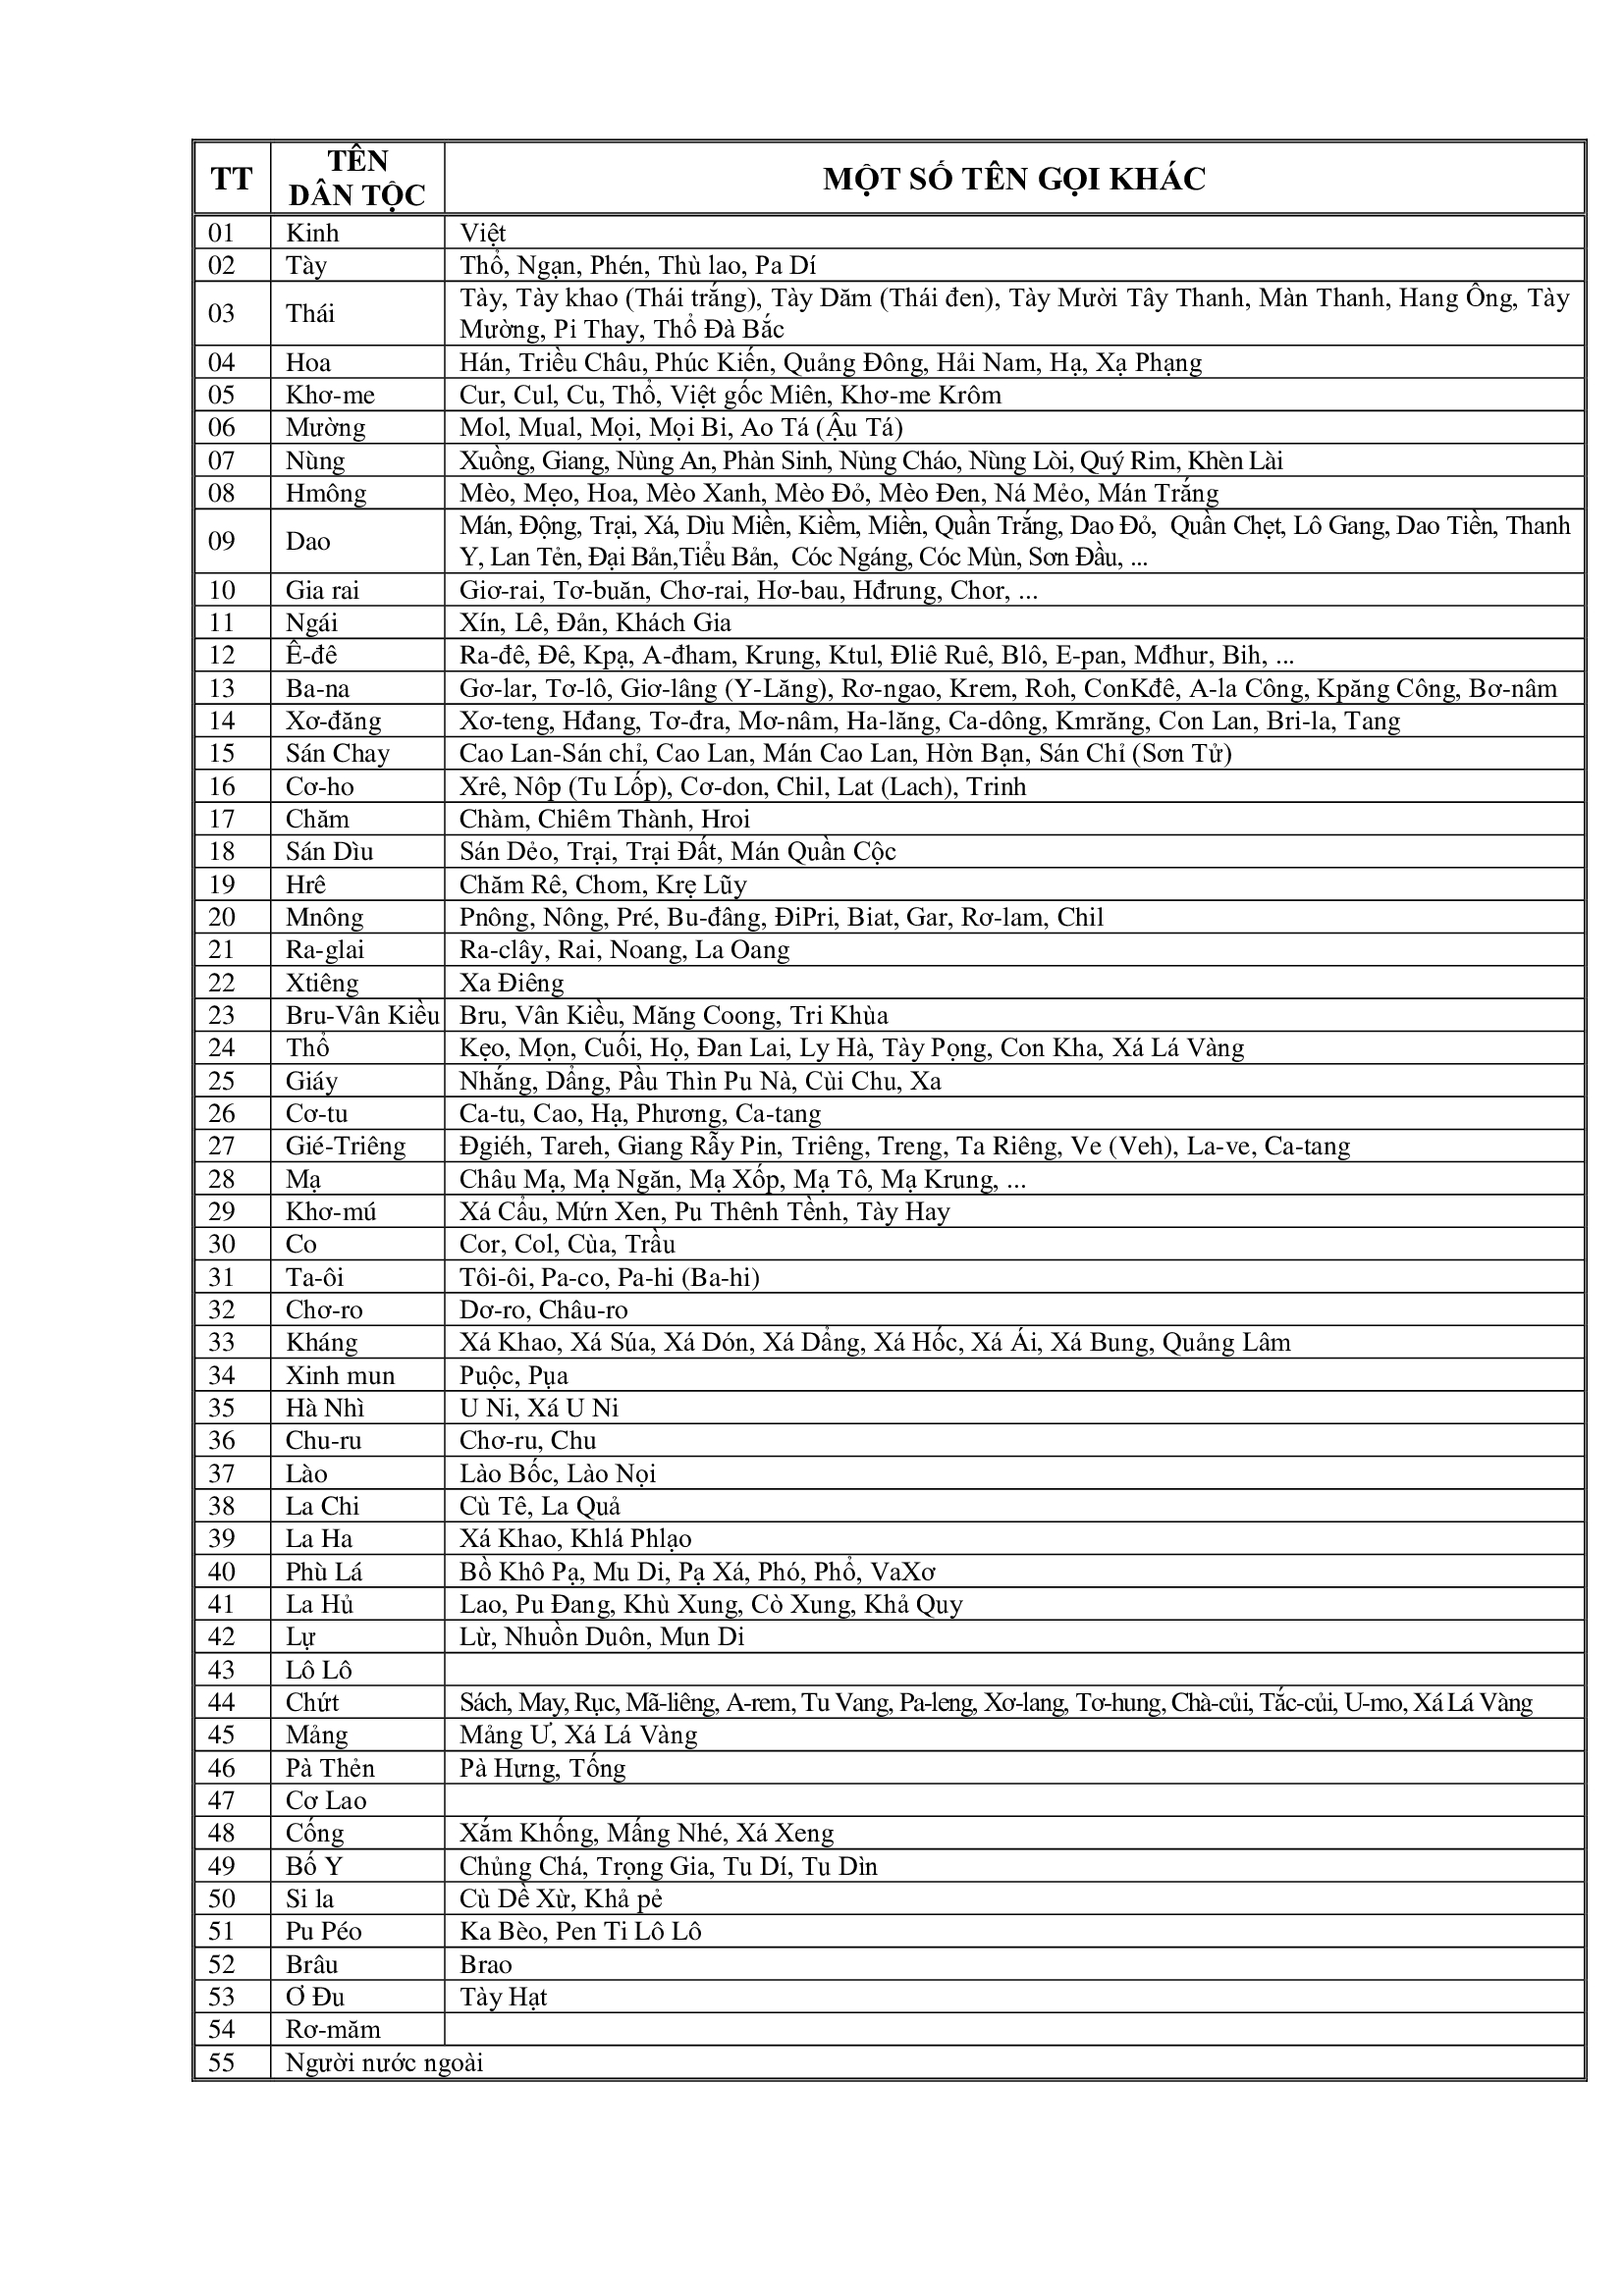 TT TÊN DÂN TỘC MỘT SỐ TÊN GỌI KHÁC
01 Kinh Việt
02 Tày Thổ, Ngạn, Phén, Thù lao, Pa Dí
03 Thái Tày, Tày khao (Thái trắng), Tày Dăm (Thái đen), Tày Mười Tây Thanh, Màn Thanh, Hang Ông, Tày
Mường, Pi Thay, Thổ Đà Bắc
04 Hoa Hán, Triều Châu, Phúc Kiến, Quảng Đông, Hải Nam, Hạ, Xạ Phạng
05 Khơ-me Cur, Cul, Cu, Thổ, Việt gốc Miên, Khơ-me Krôm
06 Mường Mol, Mual, Mọi, Mọi Bi, Ao Tá (Ậu Tá)
07 Nùng Xuồng, Giang, Nùng An, Phàn Sinh, Nùng Cháo, Nùng Lòi, Quý Rim, Khèn Lài
08 Hmông Mèo, Mẹo, Hoa, Mèo Xanh, Mèo Đỏ, Mèo Đen, Ná Mẻo, Mán Trắng
09 Dao Mán, Động, Trại, Xá, Dìu Miền, Kiềm, Miền, Quần Trắng, Dao Đỏ, Quần Chẹt, Lô Gang, Dao Tiền, Thanh
Y, Lan Tẻn, Đại Bản,Tiểu Bản, Cóc Ngáng, Cóc Mùn, Sơn Đầu, ...
10 Gia rai Giơ-rai, Tơ-buăn, Chơ-rai, Hơ-bau, Hđrung, Chor, ...
11 Ngái Xín, Lê, Đản, Khách Gia
12 Ê-đê Ra-đê, Đê, Kpạ, A-đham, Krung, Ktul, Đliê Ruê, Blô, E-pan, Mđhur, Bih, ...
13 Ba-na Gơ-lar, Tơ-lô, Giơ-lâng (Y-Lăng), Rơ-ngao, Krem, Roh, ConKđê, A-la Công, Kpăng Công, Bơ-nâm
14 Xơ-đăng Xơ-teng, Hđang, Tơ-đra, Mơ-nâm, Ha-lăng, Ca-dông, Kmrăng, Con Lan, Bri-la, Tang
15 Sán Chay Cao Lan-Sán chỉ, Cao Lan, Mán Cao Lan, Hờn Bạn, Sán Chỉ (Sơn Tử)
16 Cơ-ho Xrê, Nôp (Tu Lốp), Cơ-don, Chil, Lat (Lach), Trinh
17 Chăm Chàm, Chiêm Thành, Hroi
18 Sán Dìu Sán Dẻo, Trại, Trại Đất, Mán Quần Cộc
19 Hrê Chăm Rê, Chom, Krẹ Lũy
20 Mnông Pnông, Nông, Pré, Bu-đâng, ĐiPri, Biat, Gar, Rơ-lam, Chil
21 Ra-glai Ra-clây, Rai, Noang, La Oang
22 Xtiêng Xa Điêng
23 Bru-Vân Kiều Bru, Vân Kiều, Măng Coong, Tri Khùa
24 Thổ Kẹo, Mọn, Cuối, Họ, Đan Lai, Ly Hà, Tày Pọng, Con Kha, Xá Lá Vàng
25 Giáy Nhắng, Dẩng, Pầu Thìn Pu Nà, Cùi Chu, Xa
26 Cơ-tu Ca-tu, Cao, Hạ, Phương, Ca-tang
27 Gié-Triêng Đgiéh, Tareh, Giang Rẫy Pin, Triêng, Treng, Ta Riêng, Ve (Veh), La-ve, Ca-tang
28 Mạ Châu Mạ, Mạ Ngăn, Mạ Xốp, Mạ Tô, Mạ Krung, ...
29 Khơ-mú Xá Cẩu, Mứn Xen, Pu Thênh Tềnh, Tày Hay
30 Co Cor, Col, Cùa, Trầu
31 Ta-ôi Tôi-ôi, Pa-co, Pa-hi (Ba-hi)
32 Chơ-ro Dơ-ro, Châu-ro
33 Kháng Xá Khao, Xá Súa, Xá Dón, Xá Dẩng, Xá Hốc, Xá Ái, Xá Bung, Quảng Lâm
34 Xinh mun Puộc, Pụa
35 Hà Nhì U Ni, Xá U Ni
36 Chu-ru Chơ-ru, Chu
37 Lào Lào Bốc, Lào Nọi
38 La Chi Cù Tê, La Quả
39 La Ha Xá Khao, Khlá Phlạo
40 Phù Lá Bồ Khô Pạ, Mu Di, Pạ Xá, Phó, Phổ, VaXơ
41 La Hủ Lao, Pu Đang, Khù Xung, Cò Xung, Khả Quy
42 Lự Lừ, Nhuồn Duôn, Mun Di
43 Lô Lô
44 Chứt Sách, May, Rục, Mã-liêng, A-rem, Tu Vang, Pa-leng, Xơ-lang, Tơ-hung, Chà-củi, Tắc-củi, U-mo, Xá Lá Vàng
45 Mảng Mảng Ư, Xá Lá Vàng
46 Pà Thẻn Pà Hưng, Tống
47 Cơ Lao
48 Cống Xắm Khống, Mấng Nhé, Xá Xeng
49 Bố Y Chủng Chá, Trọng Gia, Tu Dí, Tu Dìn
50 Si la Cù Dề Xừ, Khả pẻ
51 Pu Péo Ka Bèo, Pen Ti Lô Lô
52 Brâu Brao
53 Ơ Đu Tày Hạt
54 Rơ-măm
55 Người nước ngoài